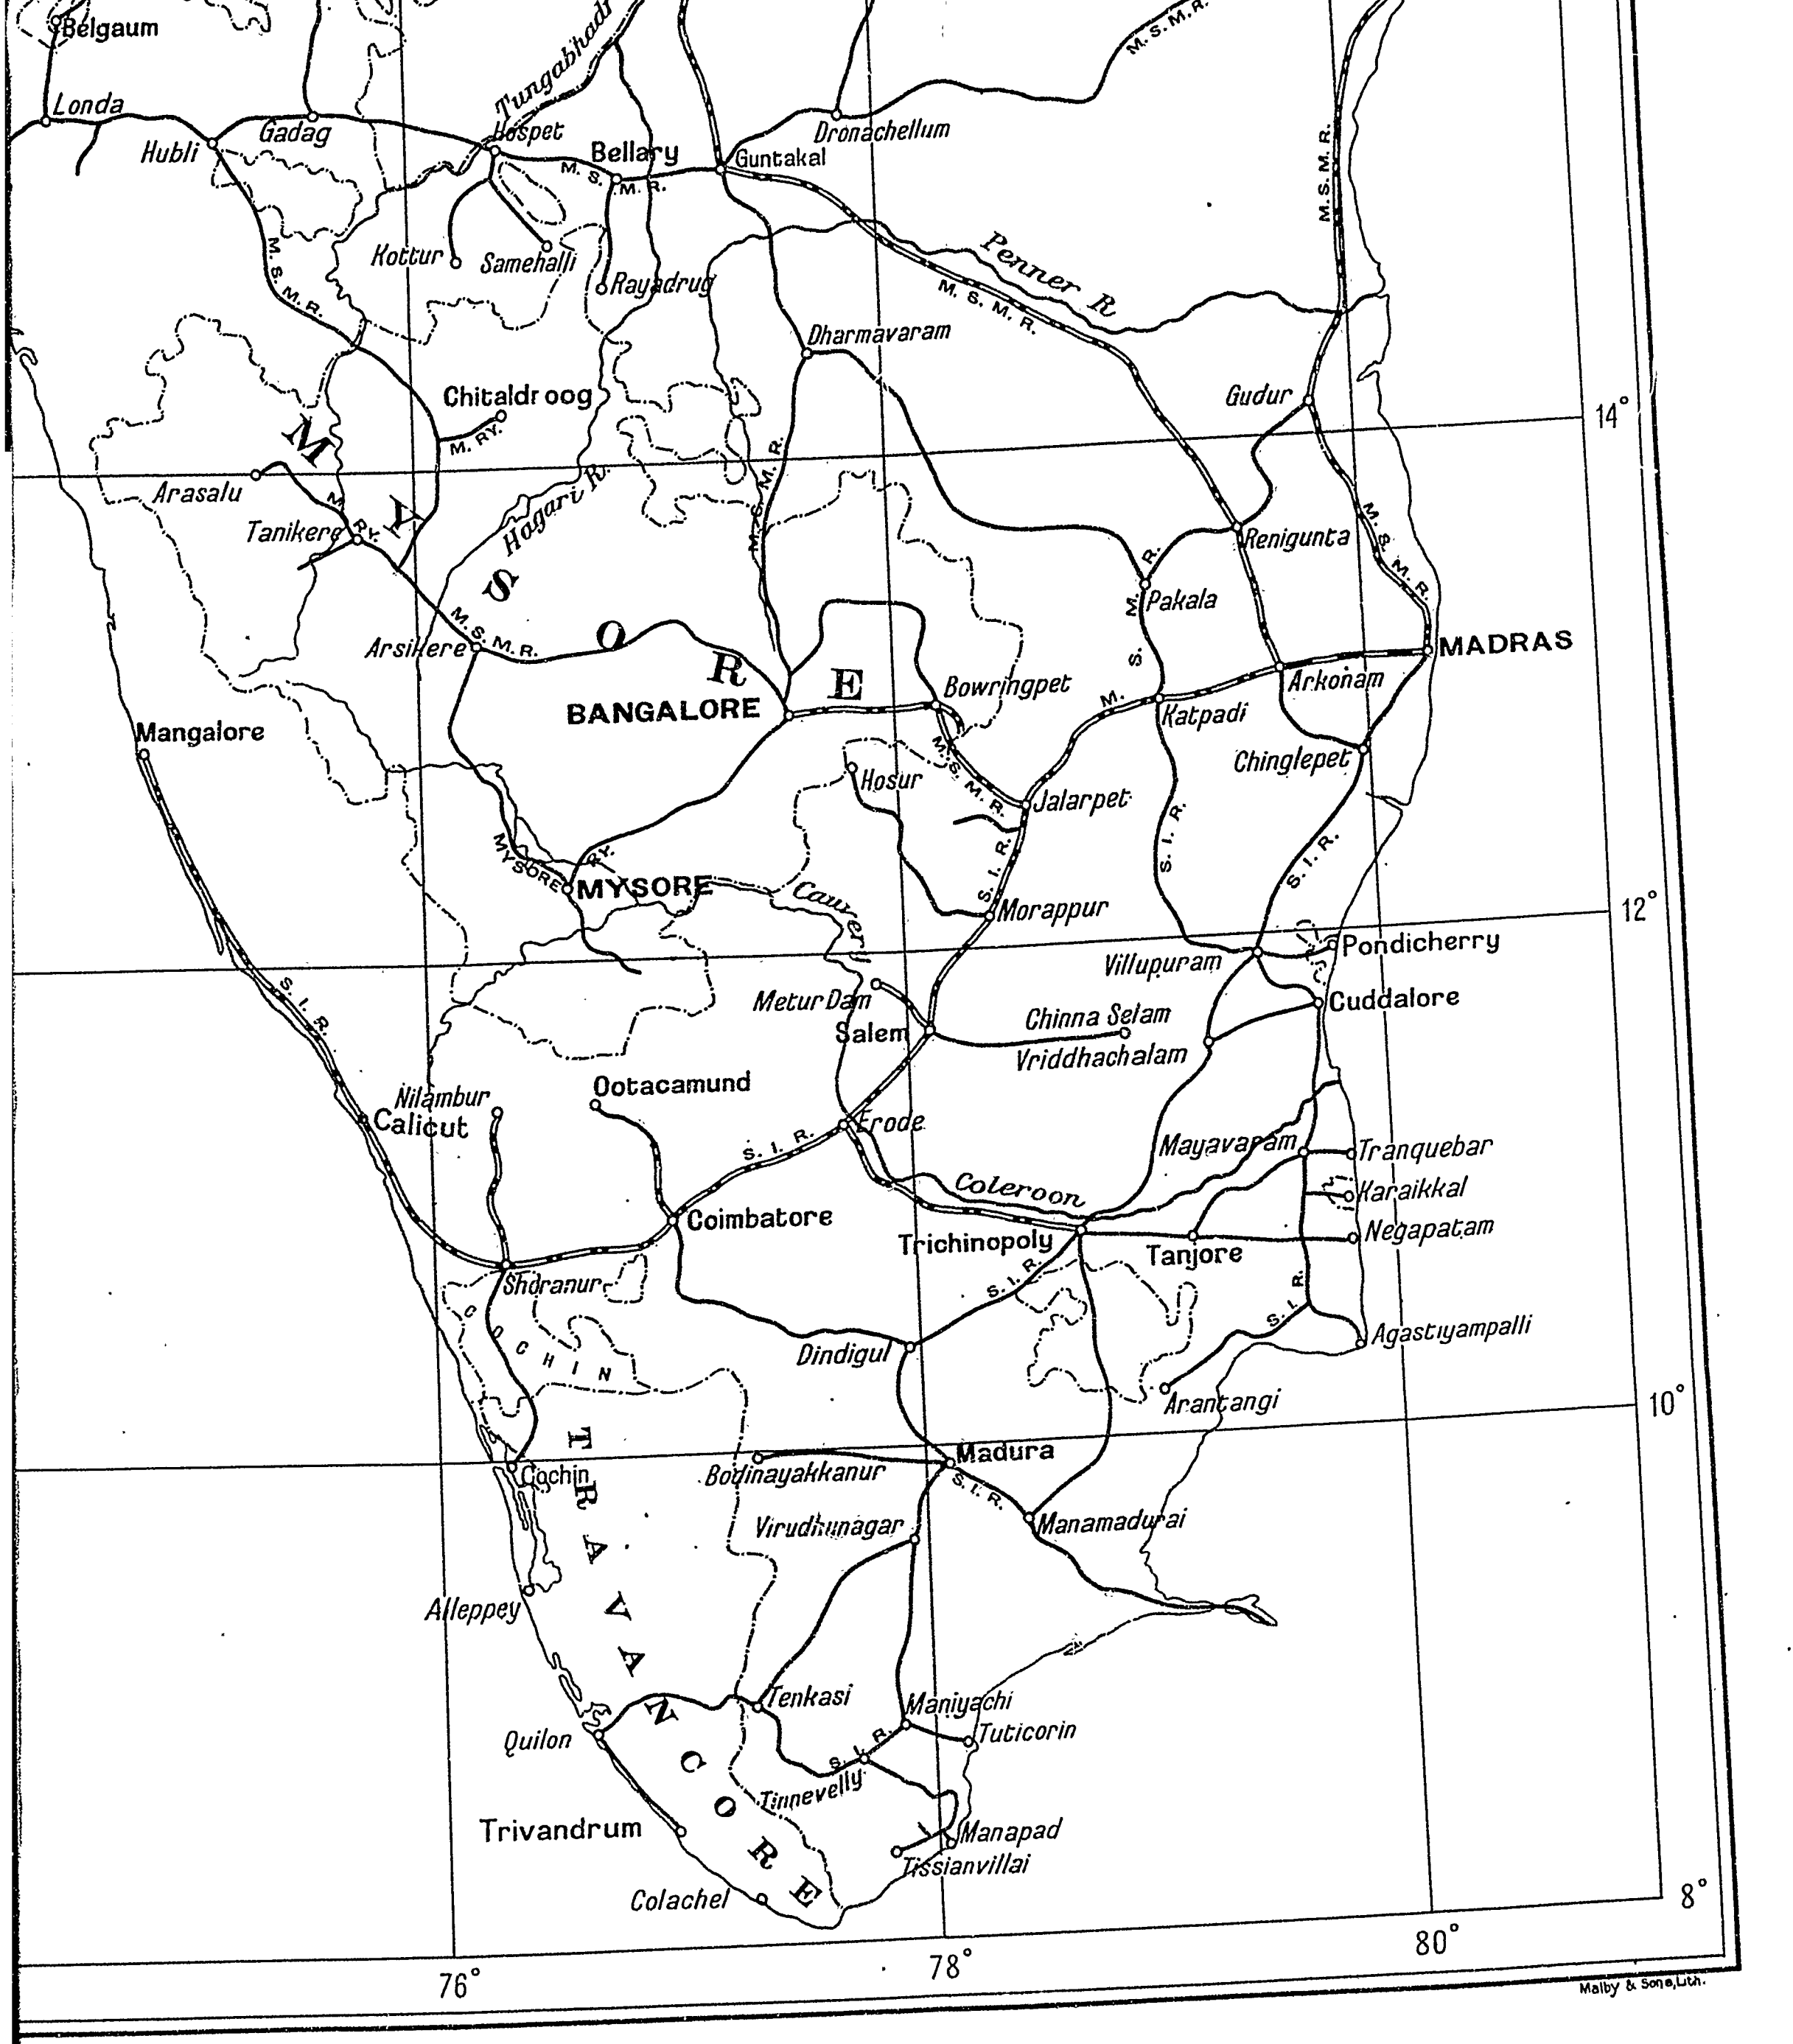 Belgaum
M.S.M.R.
Tungabhadr
Londa
Gadag
Hospet
Dronachellum
Hubli
Bellary
Guntakal
M. S. M. R.
M.S.M.R.
Kottur
Samehalli
Rayadrug
Penner R
M. S. M. R.
M. S. M. R.
Dharmavaram
Chitaldroog
Gudur
14°
M. RY.
Arasalu
M. RY.
Hagari R.
M. S. M. R.
Tanikere
Renigunta
M. S. M. R.
MYSORE
Pakala
M. S. M. R.
Arsikere
S. M. R.
MADRAS
Arkonam
Bowringpet
BANGALORE
Katpadi
Mangalore
Chinglepet
M. S. M. R.
Hosur
Jalarpet
MYSORE RY.
S. I. R.
S. I. R.
S. I. R.
MYSORE
Cauvery
Morappur
12°
Pondicherry
Villupuram
S. I. R.
Metur Dam
Cuddalore
Chinna Selam
Salem
Vriddhachalam
Ootacamund
Nilambur
Calicut
Erode
S. I. R.
Mayavaram
Tranquebar
Coleroon
Karaikkal
Coimbatore
Negapatam
Trichinopoly
Tanjore
Shoranur
S. I. R.
S. I. R.
COCHIN
Agastiyampalli
Dindigul
Arantangi
10°
TRAVANCORE
Madura
Cochin
Bodinayakkanur
S. I. R.
Virudhunagar
Manamadurai
Alleppey
Tenkasi
Maniyachi
Quilon
Tuticorin
S. I. R.
Tinnevelly
Trivandrum
Manapad
Tissianvillai
Colachel
8°
76°
78°
80°
Malby & Sons, Lith.